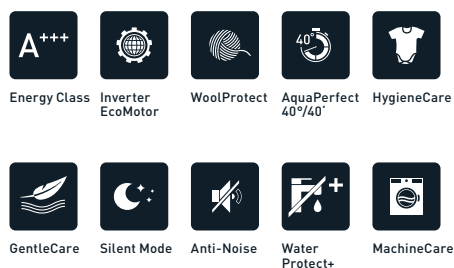 A+++
40°
Energy Class
Inverter
EcoMotor
WoolProtect
AquaPerfect
40°/40'
HygieneCare
+
GentleCare
Silent Mode
Anti-Noise
Water
Protect+
MachineCare